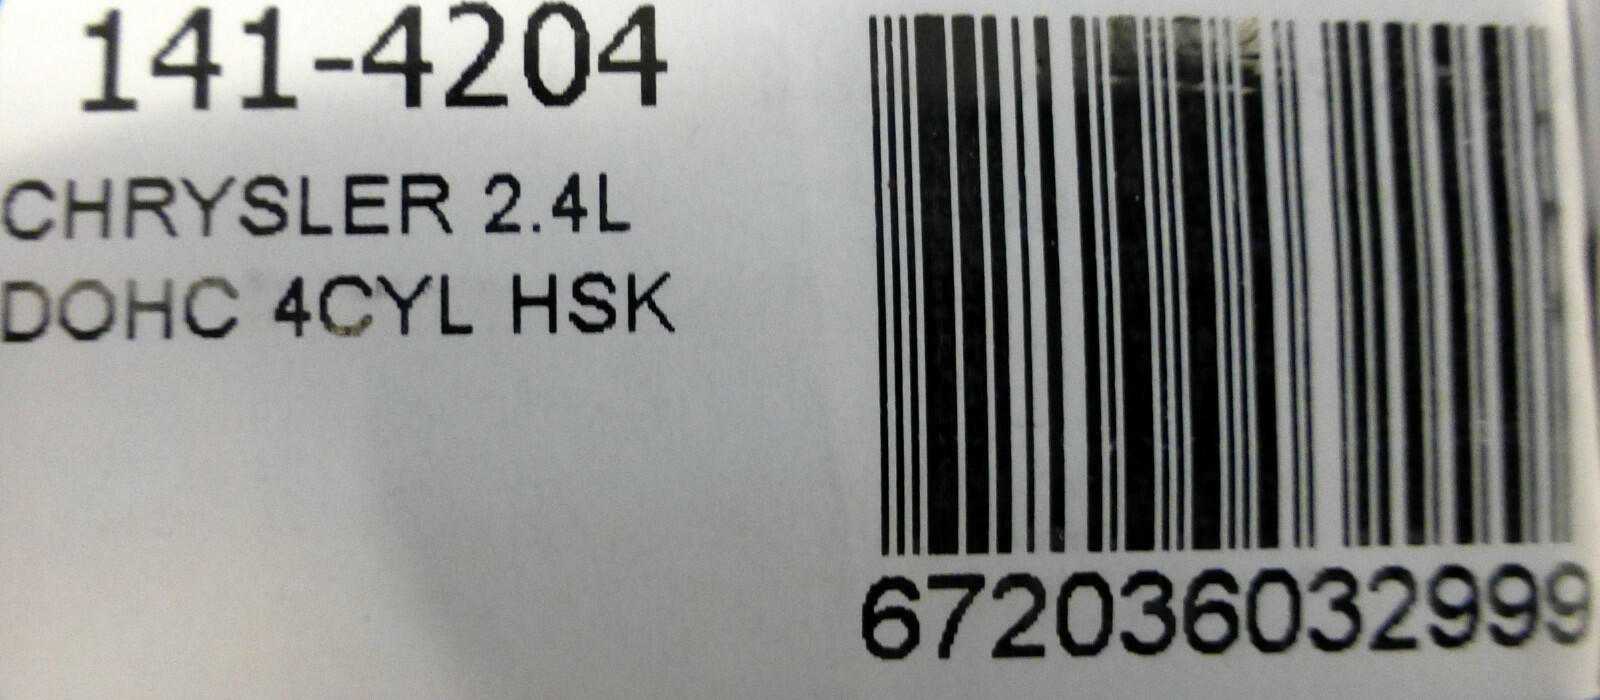 141-4204
CHRYSLER 2.4L
DOHC 4CYL HSK
672036032999